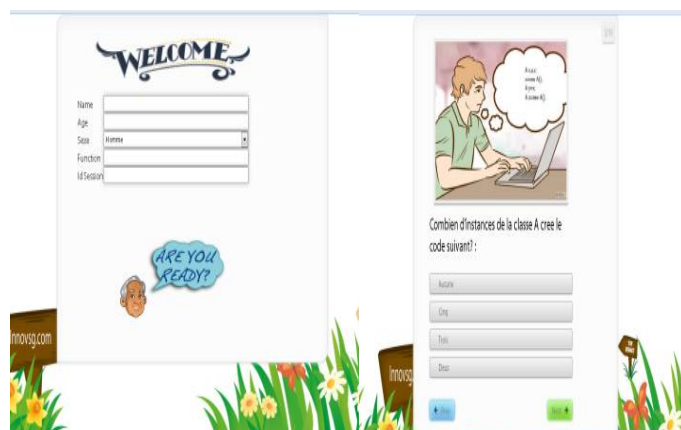 WELCOME
Name
Age
Sexe Homme
Function
Id Session
ARE YOU
READY?
Innovsg.com
Combien d'instances de la classe A cree le
code suivant? :
Aucune
Cinq
Trois
Deux
Innovsg